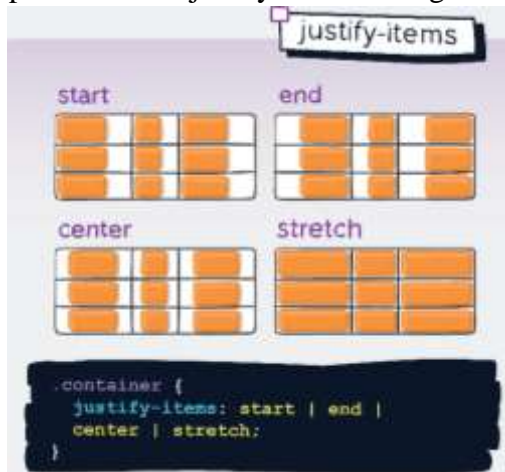 justify-items
start
end
center
stretch
.container {
justify-items: start | end |
center | stretch;
}